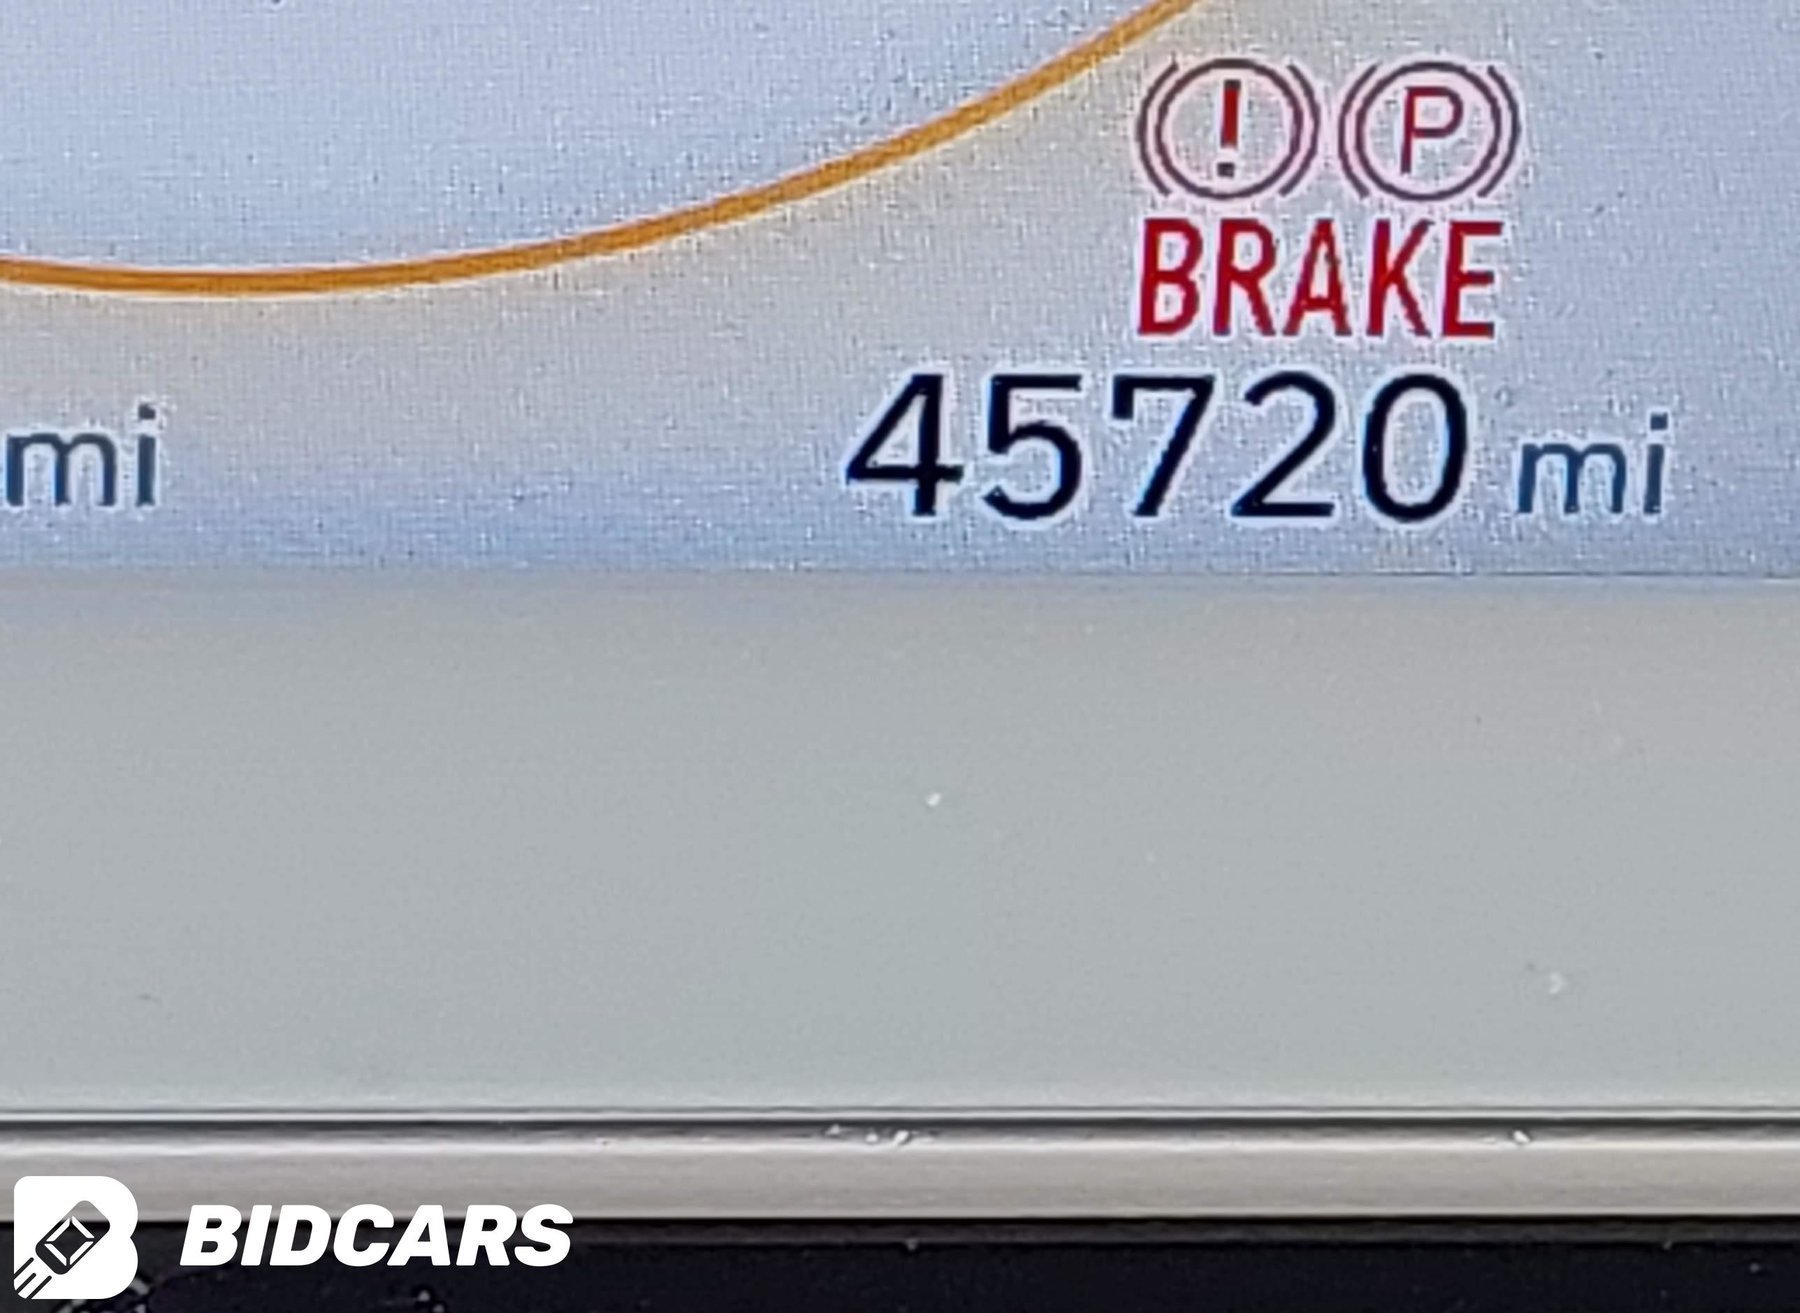 ! P
BRAKE
mi 45720 mi
BIDCARS